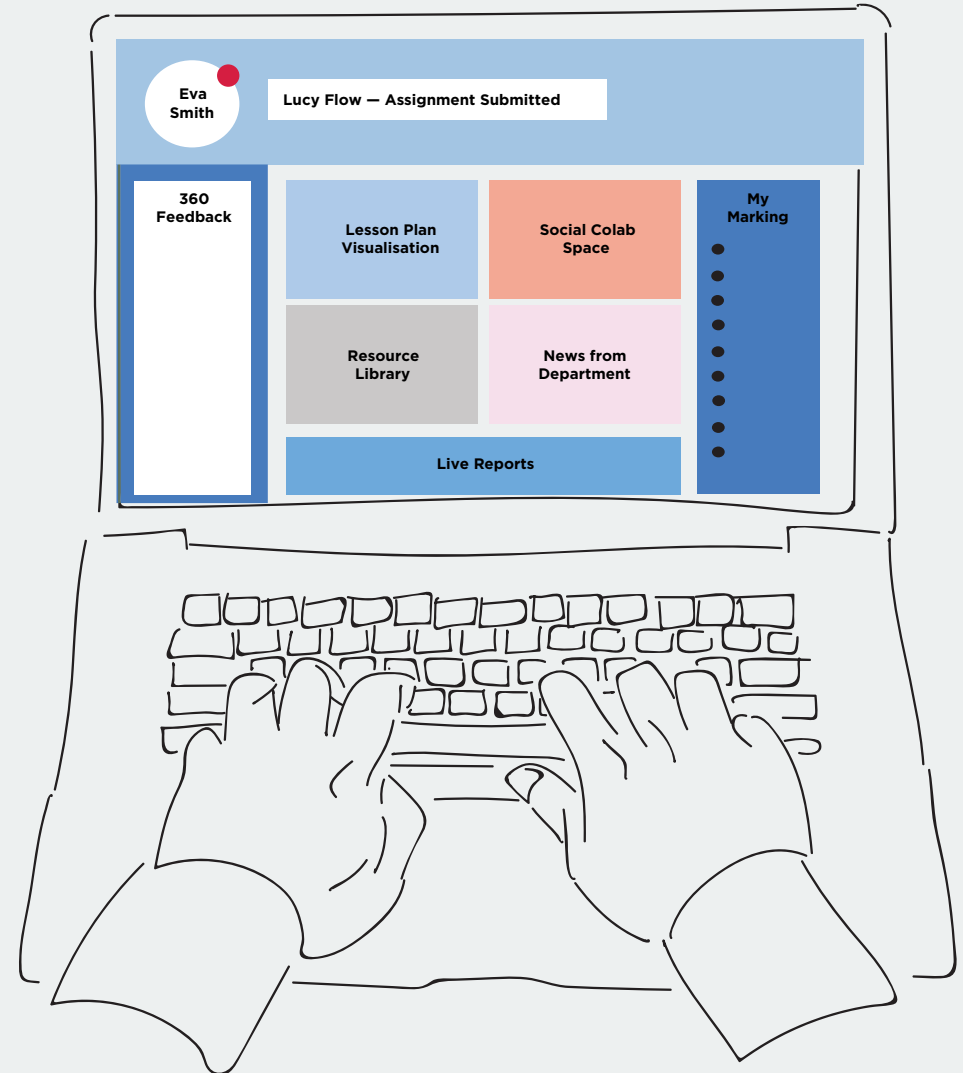 Eva
Smith
Lucy Flow — Assignment Submitted
360
Feedback
Lesson Plan
Visualisation
Social Colab
Space
My
Marking
Resource
Library
News from
Department
Live Reports